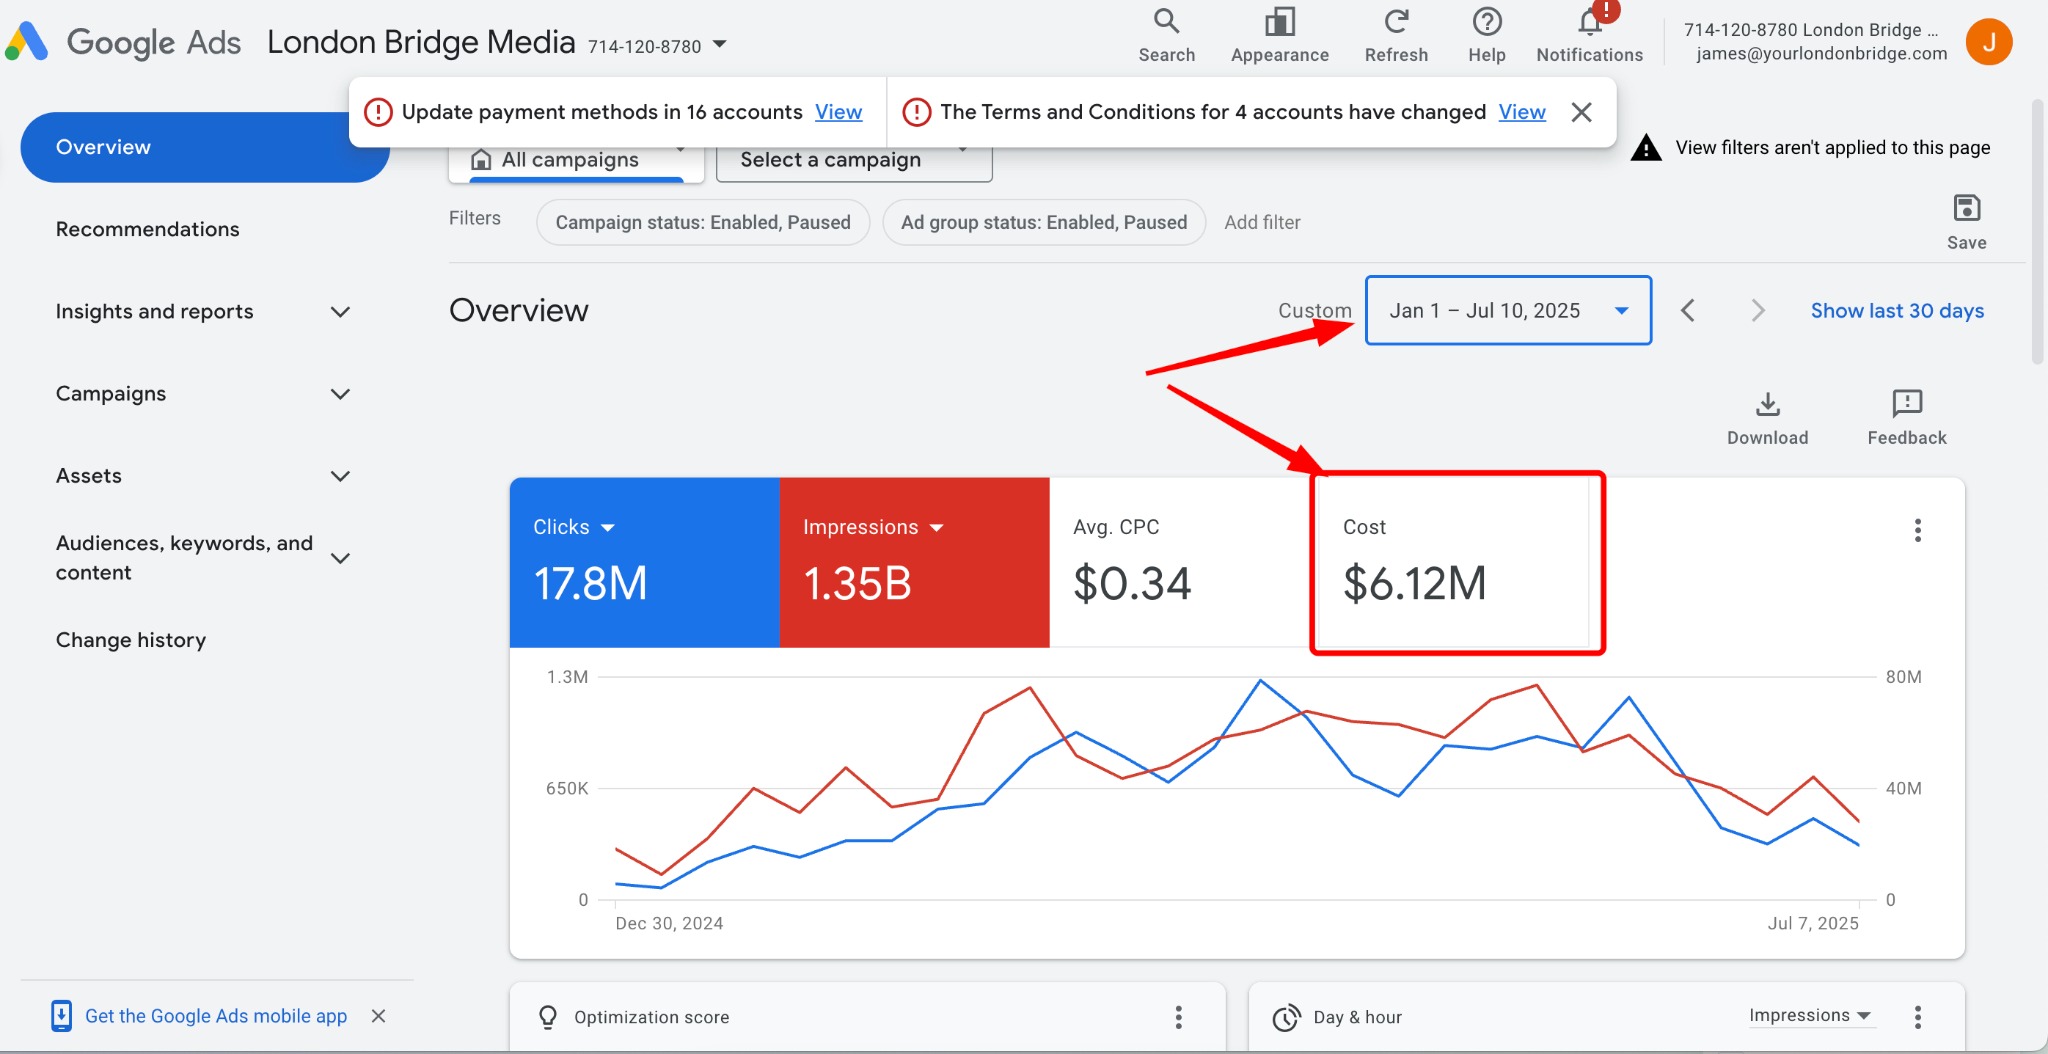 Google Ads
London Bridge Media 714-120-8780
Search
Appearance
Refresh
Help
!
Notifications
714-120-8780 London Bridge ...
james@yourlondonbridge.com
J
Update payment methods in 16 accounts View
The Terms and Conditions for 4 accounts have changed View
View filters aren't applied to this page
Overview
Recommendations
Insights and reports
Campaigns
Assets
Audiences, keywords, and
content
Change history
Get the Google Ads mobile app
All campaigns
Select a campaign
Filters
Campaign status: Enabled, Paused
Ad group status: Enabled, Paused
Add filter
Save
Overview
Custom
Jan 1 – Jul 10, 2025
Show last 30 days
Download
Feedback
Clicks
17.8M
Impressions
1.35B
Avg. CPC
$0.34
Cost
$6.12M
1.3M
650K
0
80M
40M
0
Dec 30, 2024
Jul 7, 2025
Optimization score
Day & hour
Impressions